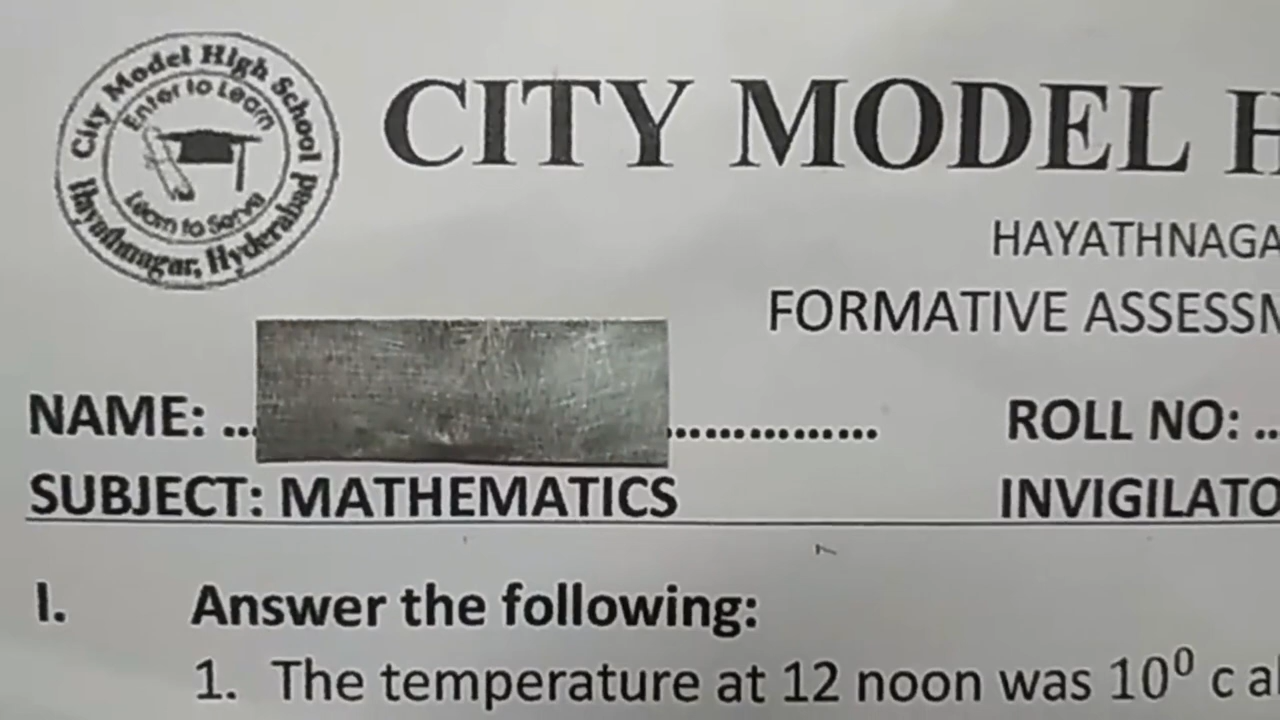 City Model High School
Enter to Learn
Learn to Serve
Hayathnagar, Hyderabad
CITY MODEL H
HAYATHNAGA
FORMATIVE ASSESSM
NAME: .. ............... ROLL NO: ..
SUBJECT: MATHEMATICS INVIGILATO
I. Answer the following:
1. The temperature at 12 noon was 10⁰ c a